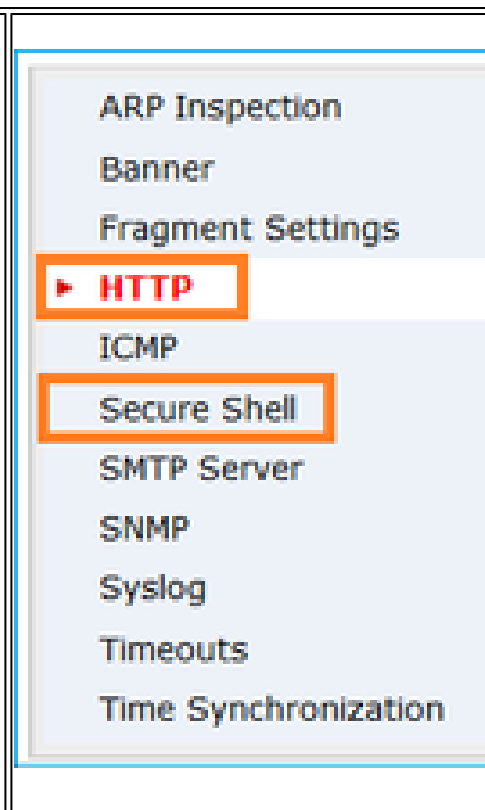 ARP Inspection
Banner
Fragment Settings
HTTP
ICMP
Secure Shell
SMTP Server
SNMP
Syslog
Timeouts
Time Synchronization